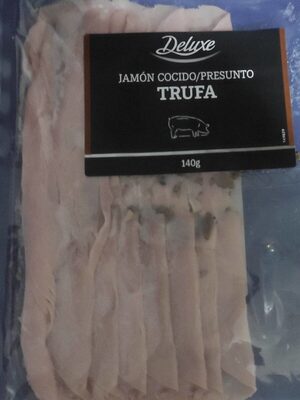 Deluxe
JAMÓN COCIDO/PRESUNTO
TRUFA
140g